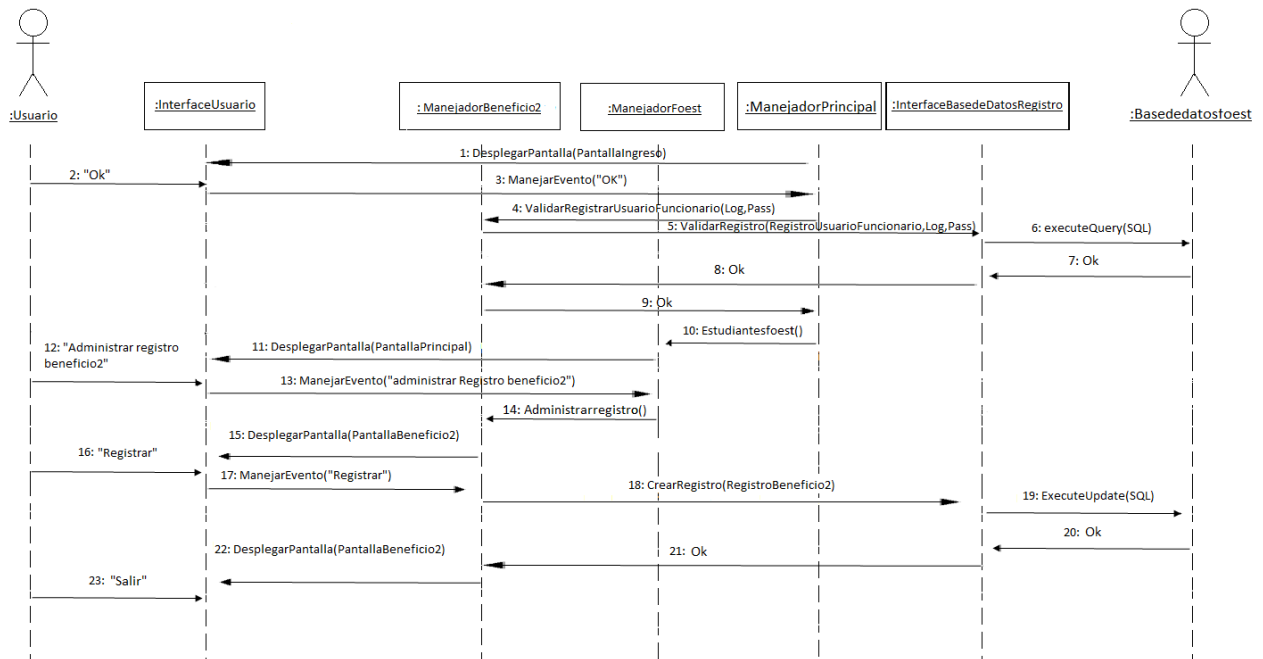 :Usuario
:InterfaceUsuario
: ManejadorBeneficio2
:ManejadorFoest
:ManejadorPrincipal
:InterfaceBasedeDatosRegistro
:Basededatosfoest
1: DesplegarPantalla(PantallaIngreso)
2: "Ok"
3: ManejarEvento("OK")
4: ValidarRegistrarUsuarioFuncionario(Log,Pass)
5: ValidarRegistro(RegistroUsuarioFuncionario,Log,Pass)
6: executeQuery(SQL)
7: Ok
8: Ok
9: Ok
10: Estudiantesfoest()
11: DesplegarPantalla(PantallaPrincipal)
12: "Administrar registro
beneficio2"
13: ManejarEvento("administrar Registro beneficio2")
14: Administrarregistro()
15: DesplegarPantalla(PantallaBeneficio2)
16: "Registrar"
17: ManejarEvento("Registrar")
18: CrearRegistro(RegistroBeneficio2)
19: ExecuteUpdate(SQL)
20: Ok
21: Ok
22: DesplegarPantalla(PantallaBeneficio2)
23: "Salir"